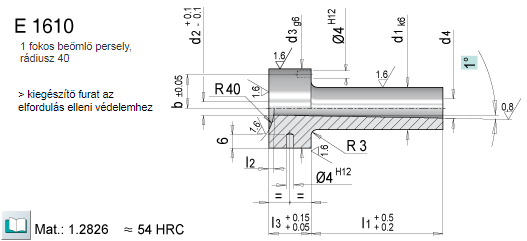 E 1610
1 fokos beömlő persely,
rádiusz 40
> kiegészítő furat az
elfordulás elleni védelemhez
d2 - 0.1 - 0.2
1.6
d3 g6
Ø4 H12
1.6
d1 k6
d4
1°
b ±0.05
1.6
R 40
0,8
1.6
6
l2
1.6
R 3
Ø4 H12
= =
l3 + 0.15 + 0.05
l1 + 0.5 + 0.2
Mat.: 1.2826 ≈ 54 HRC